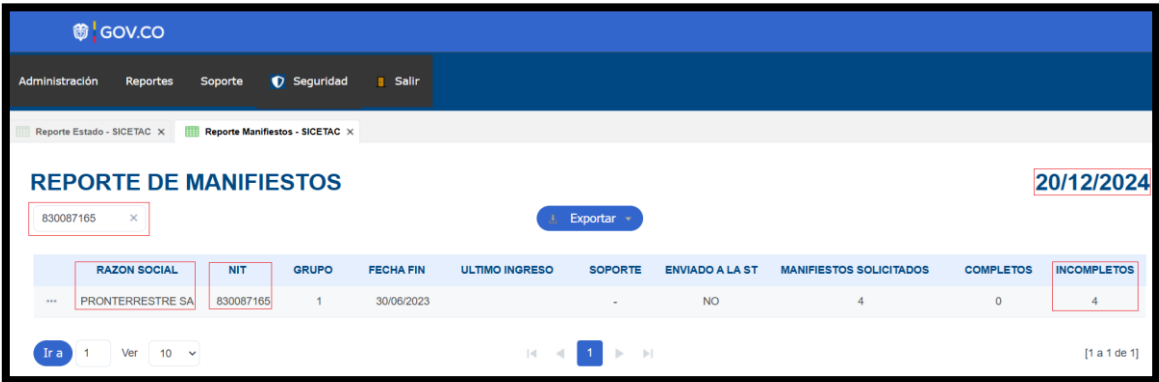 GOV.CO
Administración Reportes Soporte Seguridad Salir
Reporte Estado - SICETAC × Reporte Manifiestos - SICETAC ×
REPORTE DE MANIFIESTOS 20/12/2024
830087165 × Exportar
RAZON SOCIAL NIT GRUPO FECHA FIN ULTIMO INGRESO SOPORTE ENVIADO A LA ST MANIFIESTOS SOLICITADOS COMPLETOS INCOMPLETOS
... PRONTERRESTRE SA 830087165 1 30/06/2023 - NO 4 0 4
Ir a 1 Ver 10 1 [1 a 1 de 1]